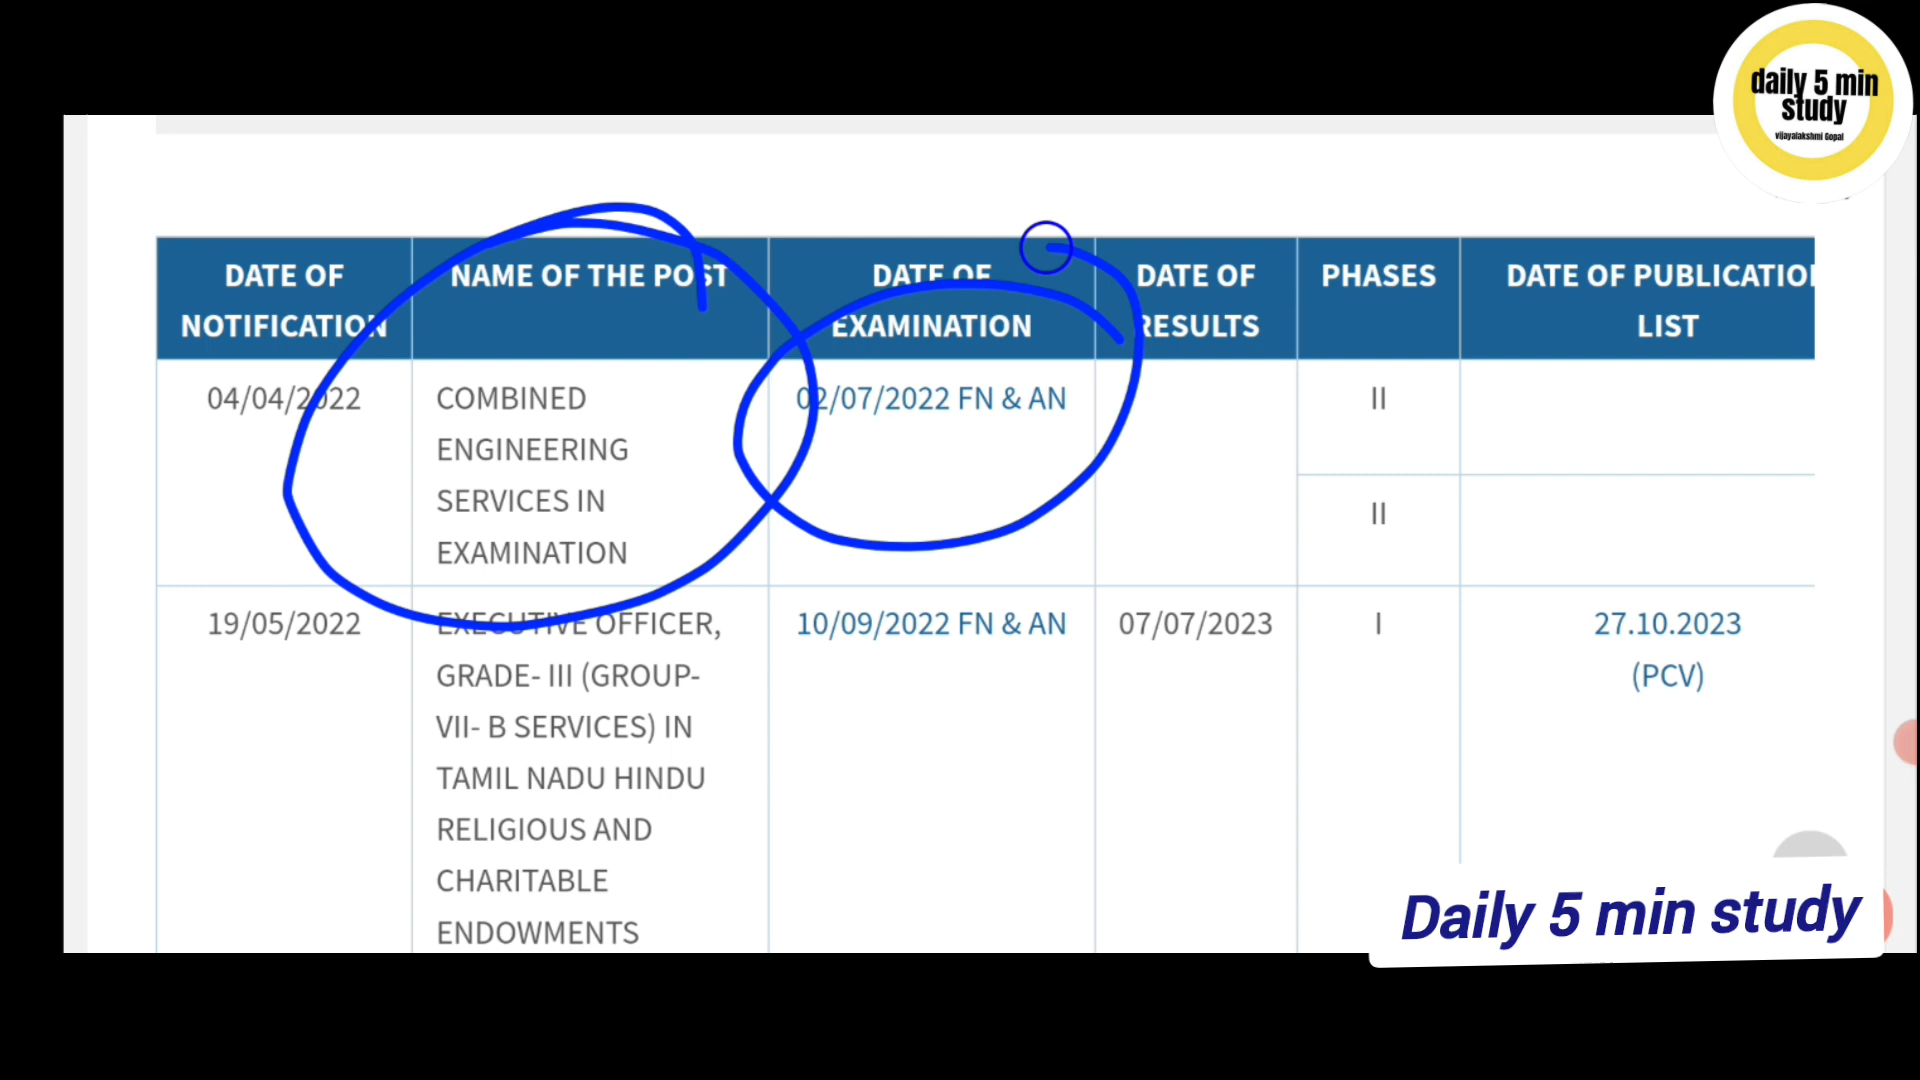 daily 5 min
study
vijayalakshmi Gopal
DATE OF
NOTIFICATION
NAME OF THE POST
DATE OF
EXAMINATION
DATE OF
RESULTS
PHASES
DATE OF PUBLICATIO
LIST
04/04/2022
COMBINED
ENGINEERING
SERVICES IN
EXAMINATION
02/07/2022 FN & AN
II
II
19/05/2022
EXECUTIVE OFFICER,
GRADE- III (GROUP-
VII- B SERVICES) IN
TAMIL NADU HINDU
RELIGIOUS AND
CHARITABLE
ENDOWMENTS
10/09/2022 FN & AN
07/07/2023
I
27.10.2023
(PCV)
Daily 5 min study